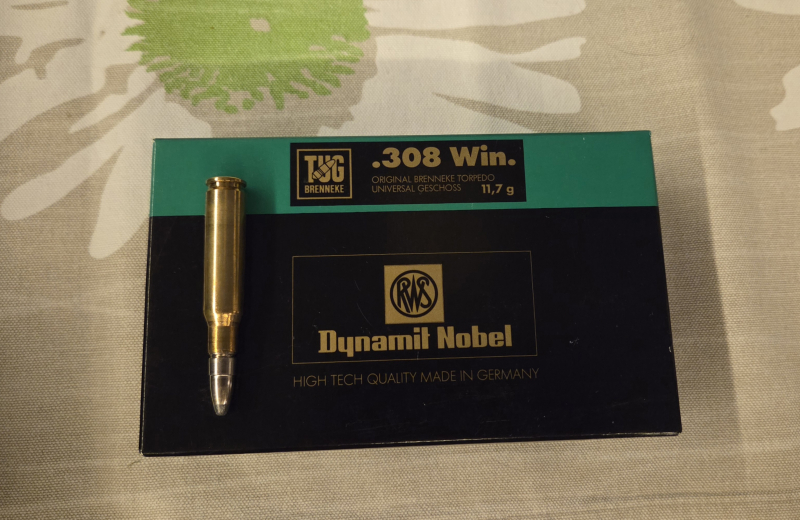 TUG
BRENNEKE
.308 Win.
ORIGINAL BRENNEKE TORPEDO
UNIVERSAL GESCHOSS 11,7 g
RWS
Dynamit Nobel
HIGH TECH QUALITY MADE IN GERMANY